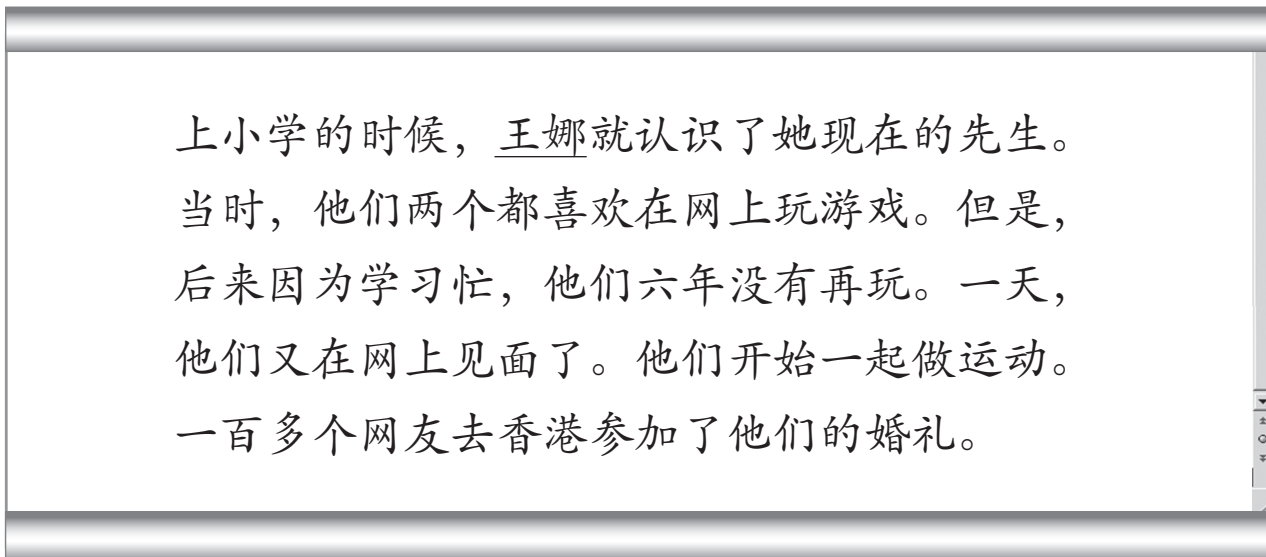 上小学的时候，王娜就认识了她现在的先生。
当时，他们两个都喜欢在网上玩游戏。但是，
后来因为学习忙，他们六年没有再玩。一天，
他们又在网上见面了。他们开始一起做运动。
一百多个网友去香港参加了他们的婚礼。